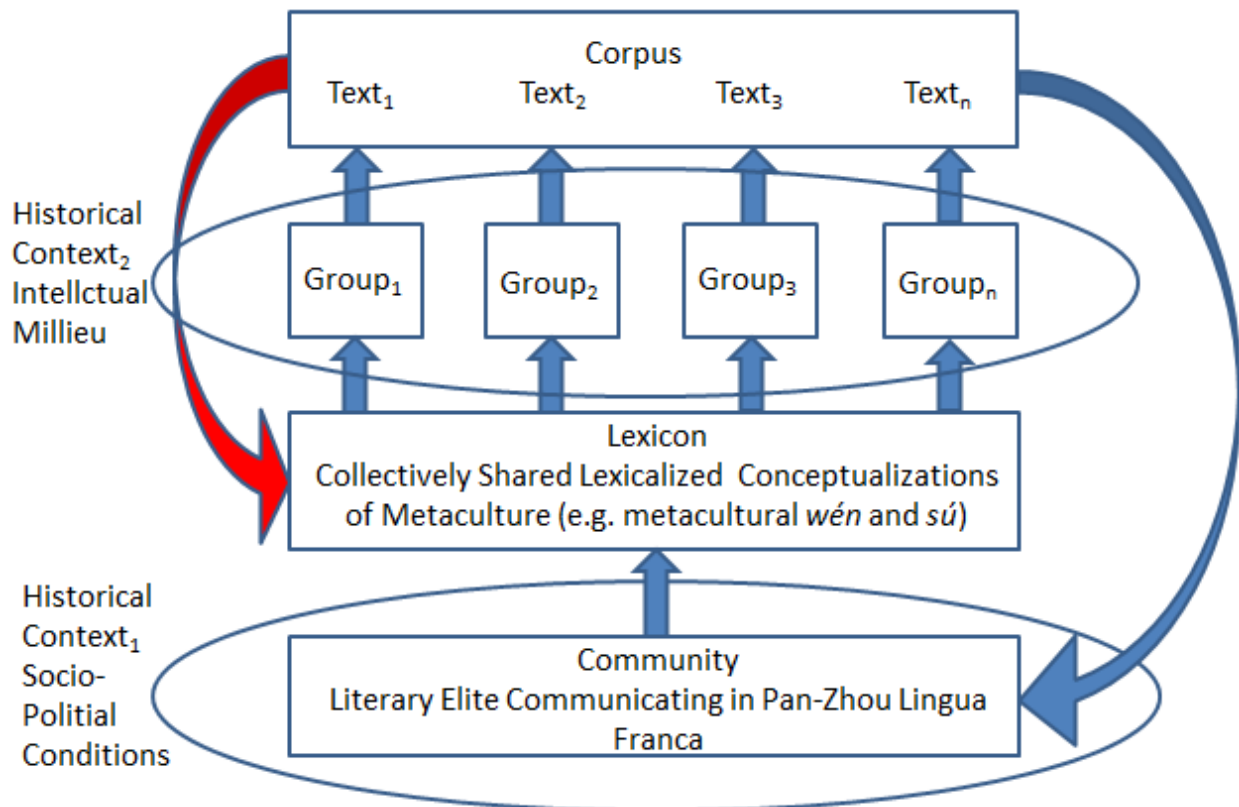 Corpus
Text₁ Text₂ Text₃ Textₙ
Historical
Context₂
Intellctual
Millieu
Group₁ Group₂ Group₃ Groupₙ
Lexicon
Collectively Shared Lexicalized Conceptualizations
of Metaculture (e.g. metacultural wén and sú)
Historical
Context₁
Socio-
Politial
Conditions
Community
Literary Elite Communicating in Pan-Zhou Lingua
Franca